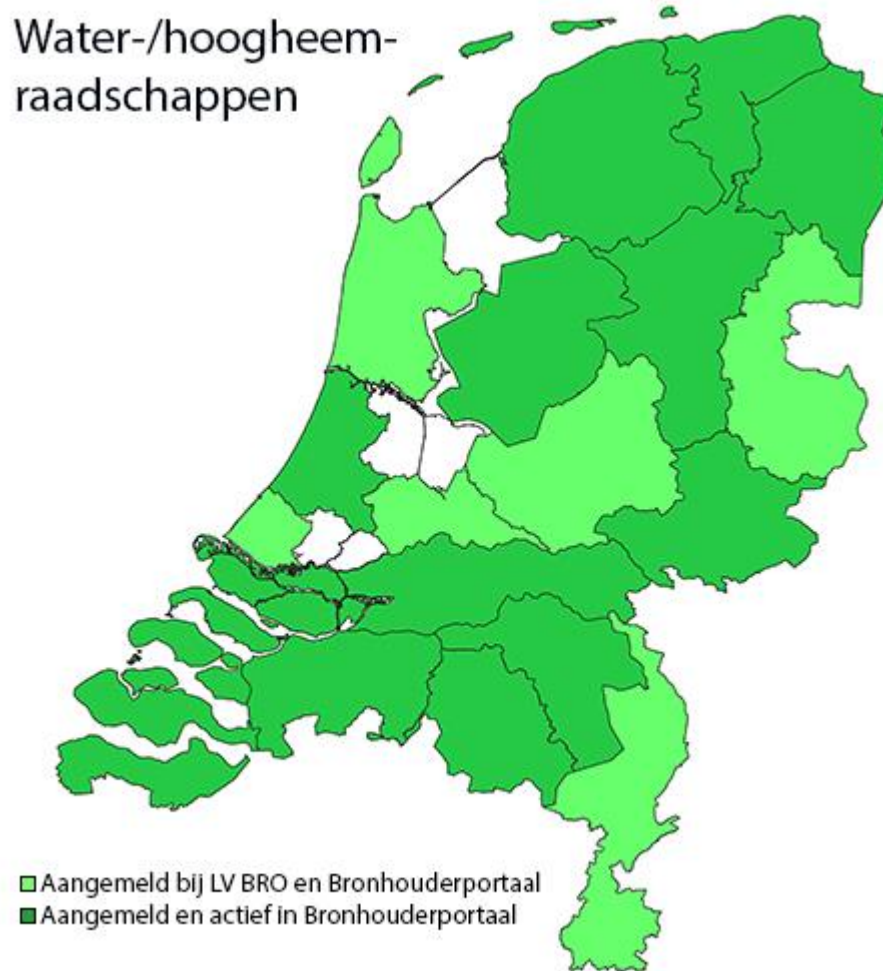 Water-/hoogheem-
raadschappen
Aangemeld bij LV BRO en Bronhouderportaal
Aangemeld en actief in Bronhouderportaal